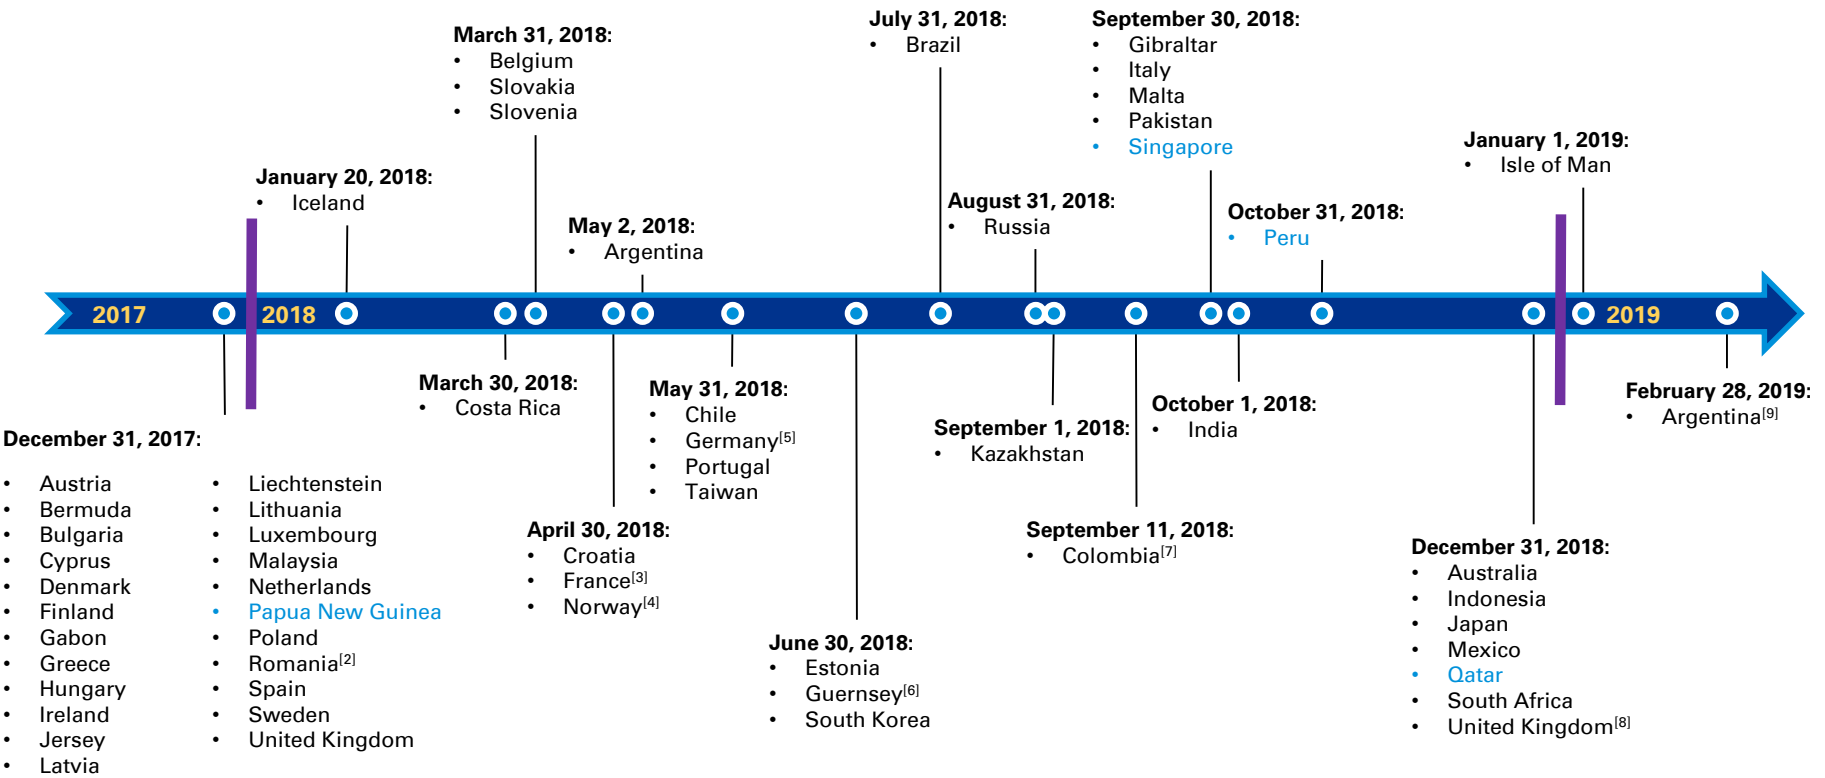 July 31, 2018:
• Brazil
September 30, 2018:
• Gibraltar
• Italy
• Malta
• Pakistan
• Singapore
March 31, 2018:
• Belgium
• Slovakia
• Slovenia
January 1, 2019:
• Isle of Man
January 20, 2018:
• Iceland
August 31, 2018:
• Russia
October 31, 2018:
• Peru
May 2, 2018:
• Argentina
2017
2018
2019
March 30, 2018:
• Costa Rica
May 31, 2018:
• Chile
• Germany[5]
• Portugal
• Taiwan
September 1, 2018:
• Kazakhstan
October 1, 2018:
• India
February 28, 2019:
• Argentina[9]
December 31, 2017:
• Austria
• Bermuda
• Bulgaria
• Cyprus
• Denmark
• Finland
• Gabon
• Greece
• Hungary
• Ireland
• Jersey
• Latvia
• Liechtenstein
• Lithuania
• Luxembourg
• Malaysia
• Netherlands
• Papua New Guinea
• Poland
• Romania[2]
• Spain
• Sweden
• United Kingdom
April 30, 2018:
• Croatia
• France[3]
• Norway[4]
June 30, 2018:
• Estonia
• Guernsey[6]
• South Korea
September 11, 2018:
• Colombia[7]
December 31, 2018:
• Australia
• Indonesia
• Japan
• Mexico
• Qatar
• South Africa
• United Kingdom[8]